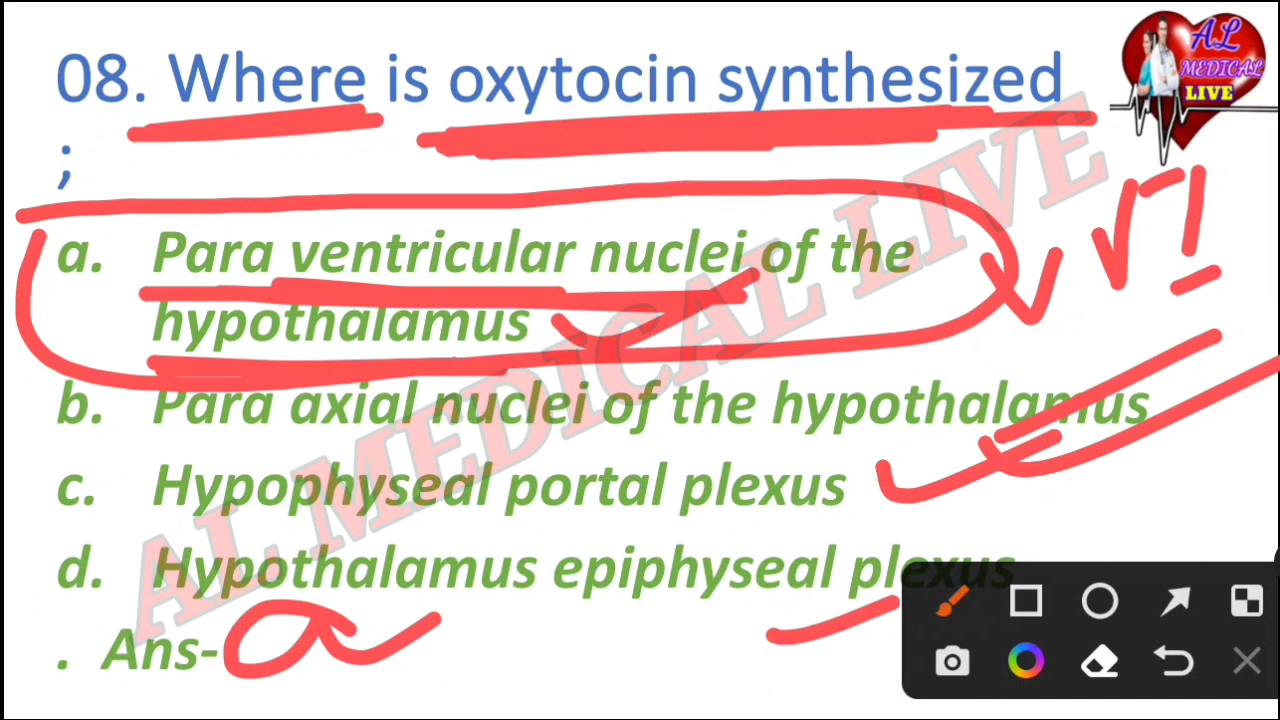 08. Where is oxytocin synthesized
;
a. Para ventricular nuclei of the
hypothalamus
b. Para axial nuclei of the hypothalamus
c. Hypophyseal portal plexus
d. Hypothalamus epiphyseal plexus
. Ans- a
AL
MEDICAL
LIVE
AL MEDICAL LIVE